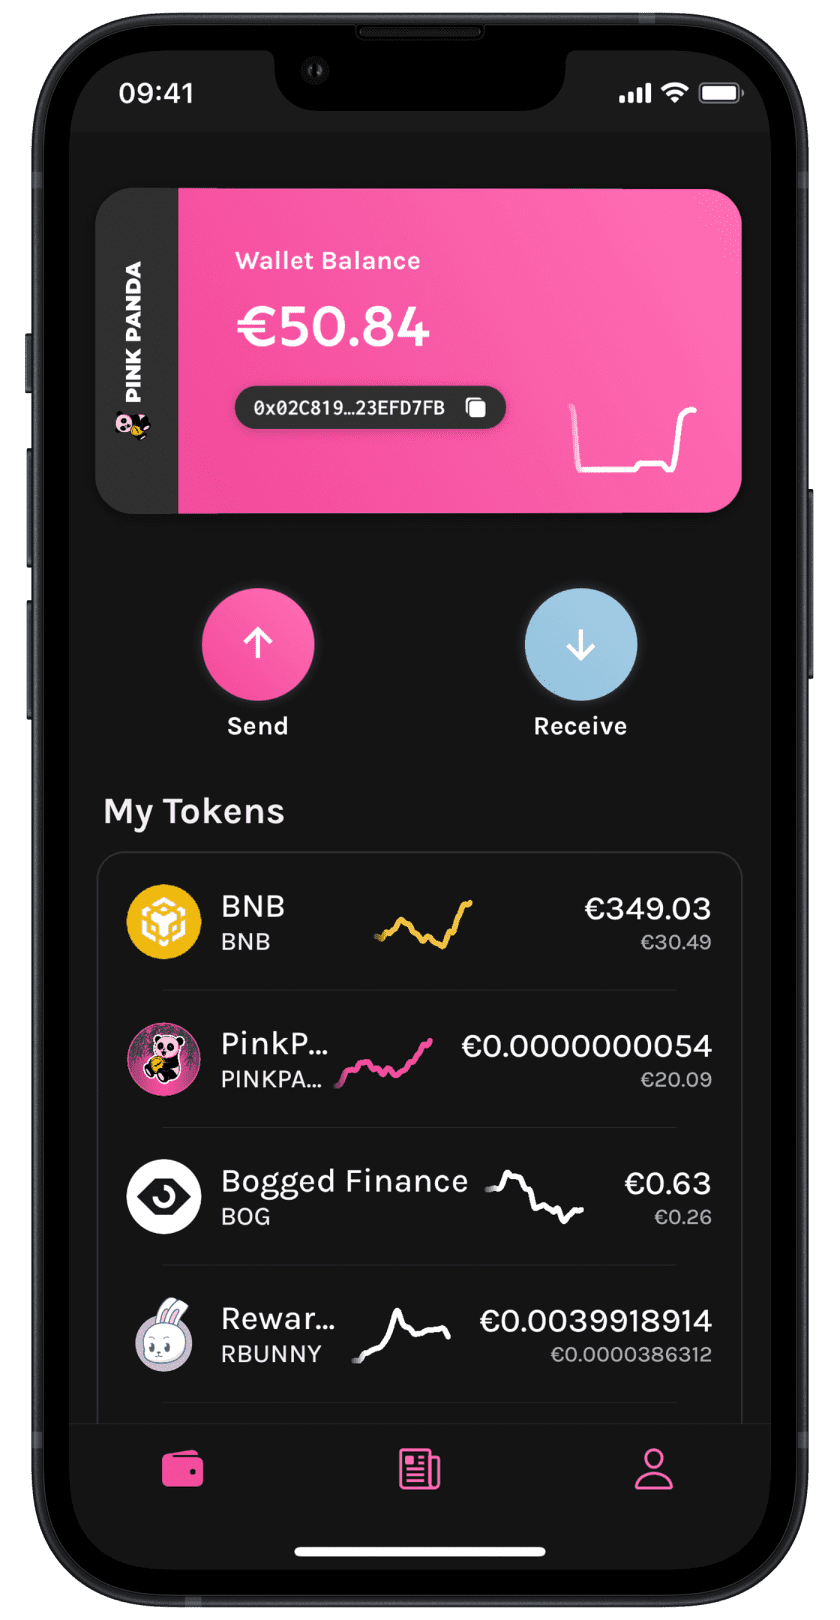 09:41
PINK PANDA
Wallet Balance
€50.84
0x02C819...23EFD7FB
Send
Receive
My Tokens
BNB
€349.03
BNB
€30.49
PinkP...
€0.0000000054
PINKPA...
€20.09
Bogged Finance
€0.63
BOG
€0.26
Rewar...
€0.0039918914
RBUNNY
€0.0000386312